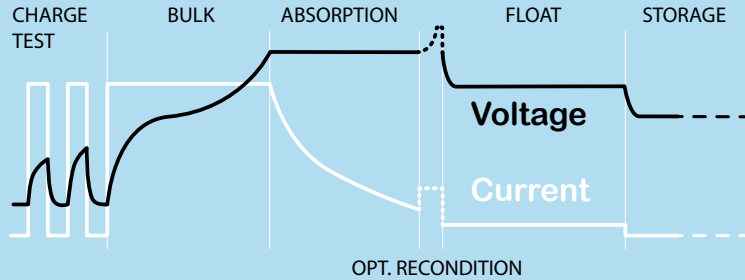 CHARGE
TEST
BULK
ABSORPTION
FLOAT
STORAGE
Voltage
Current
OPT. RECONDITION